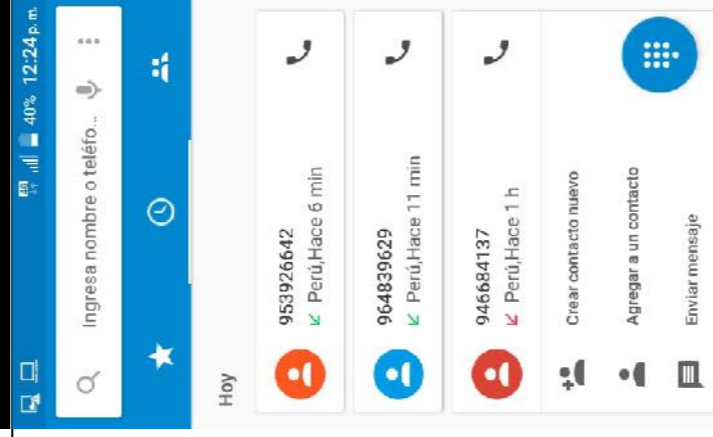 40% 12:24 p. m.
Ingresa nombre o teléfo...
Hoy
953926642
Perú,Hace 6 min
964839629
Perú,Hace 11 min
946684137
Perú,Hace 1 h
Crear contacto nuevo
Agregar a un contacto
Enviar mensaje